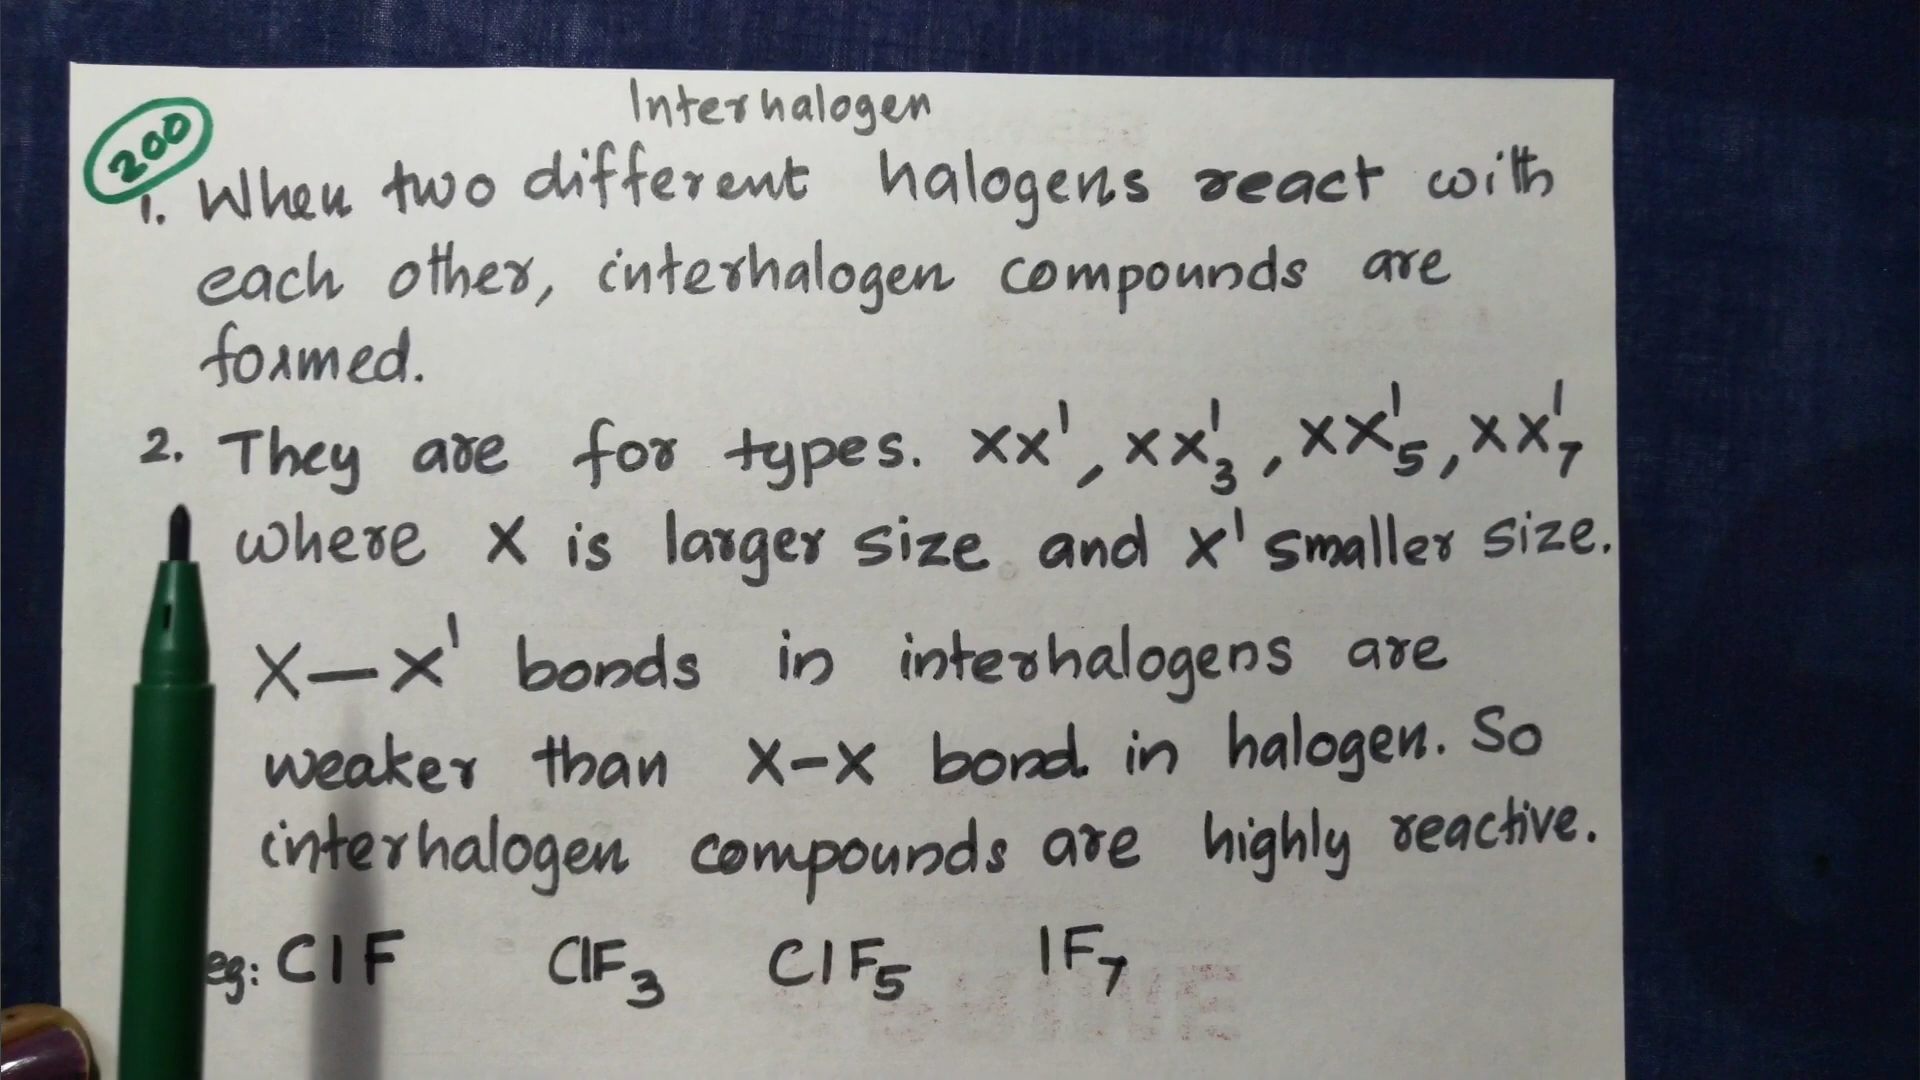 Interhalogen
200
1. When two different halogens react with
each other, interhalogen compounds are
formed.
2. They are for types. XX', XX'₃, XX'₅, XX'₇
where X is larger size and X' smaller size.
X–X' bonds in interhalogens are
weaker than X-X bond in halogen. So
interhalogen compounds are highly reactive.
eg: ClF ClF₃ ClF₅ IF₇